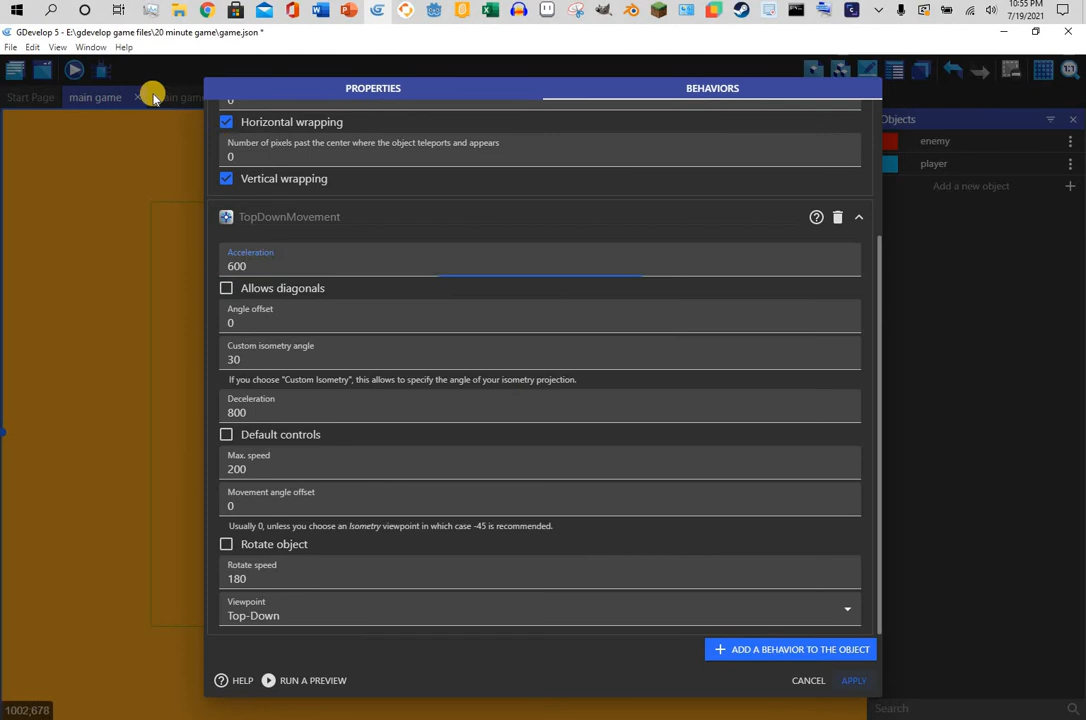 10:55 PM
7/19/2021
GDevelop 5 - E:\gdevelop game files\20 minute game\game.json *
File Edit View Window Help
Start Page main game
PROPERTIES BEHAVIORS
Objects
0
Horizontal wrapping
enemy
Number of pixels past the center where the object teleports and appears
0
player
Vertical wrapping
Add a new object
TopDownMovement
Acceleration
600
Allows diagonals
Angle offset
0
Custom isometry angle
30
If you choose "Custom Isometry", this allows to specify the angle of your isometry projection.
Deceleration
800
Default controls
Max. speed
200
Movement angle offset
0
Usually 0, unless you choose an Isometry viewpoint in which case -45 is recommended.
Rotate object
Rotate speed
180
Viewpoint
Top-Down
ADD A BEHAVIOR TO THE OBJECT
HELP RUN A PREVIEW CANCEL APPLY
1002;678
Search